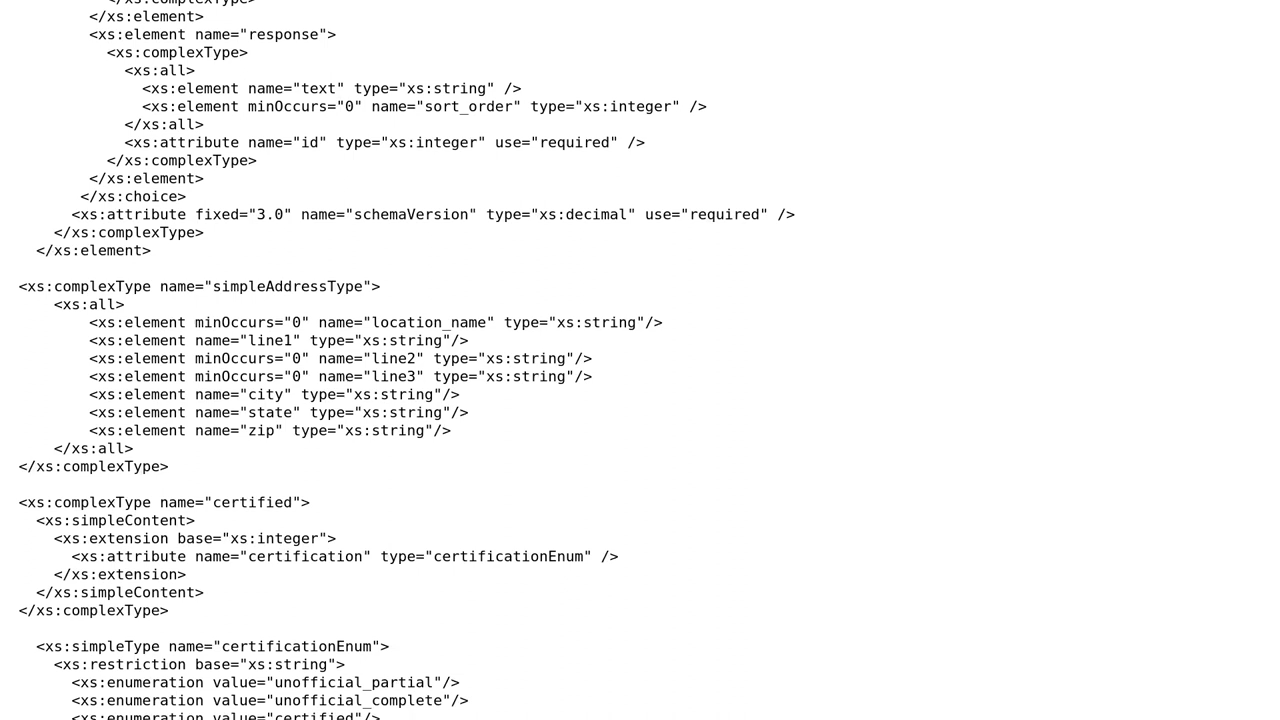 </xs:complexType>
</xs:element>
<xs:element name="response">
<xs:complexType>
<xs:all>
<xs:element name="text" type="xs:string" />
<xs:element minOccurs="0" name="sort_order" type="xs:integer" />
</xs:all>
<xs:attribute name="id" type="xs:integer" use="required" />
</xs:complexType>
</xs:element>
</xs:choice>
<xs:attribute fixed="3.0" name="schemaVersion" type="xs:decimal" use="required" />
</xs:complexType>
</xs:element>
<xs:complexType name="simpleAddressType">
<xs:all>
<xs:element minOccurs="0" name="location_name" type="xs:string"/>
<xs:element name="line1" type="xs:string"/>
<xs:element minOccurs="0" name="line2" type="xs:string"/>
<xs:element minOccurs="0" name="line3" type="xs:string"/>
<xs:element name="city" type="xs:string"/>
<xs:element name="state" type="xs:string"/>
<xs:element name="zip" type="xs:string"/>
</xs:all>
</xs:complexType>
<xs:complexType name="certified">
<xs:simpleContent>
<xs:extension base="xs:integer">
<xs:attribute name="certification" type="certificationEnum" />
</xs:extension>
</xs:simpleContent>
</xs:complexType>
<xs:simpleType name="certificationEnum">
<xs:restriction base="xs:string">
<xs:enumeration value="unofficial_partial"/>
<xs:enumeration value="unofficial_complete"/>
<xs:enumeration value="certified"/>